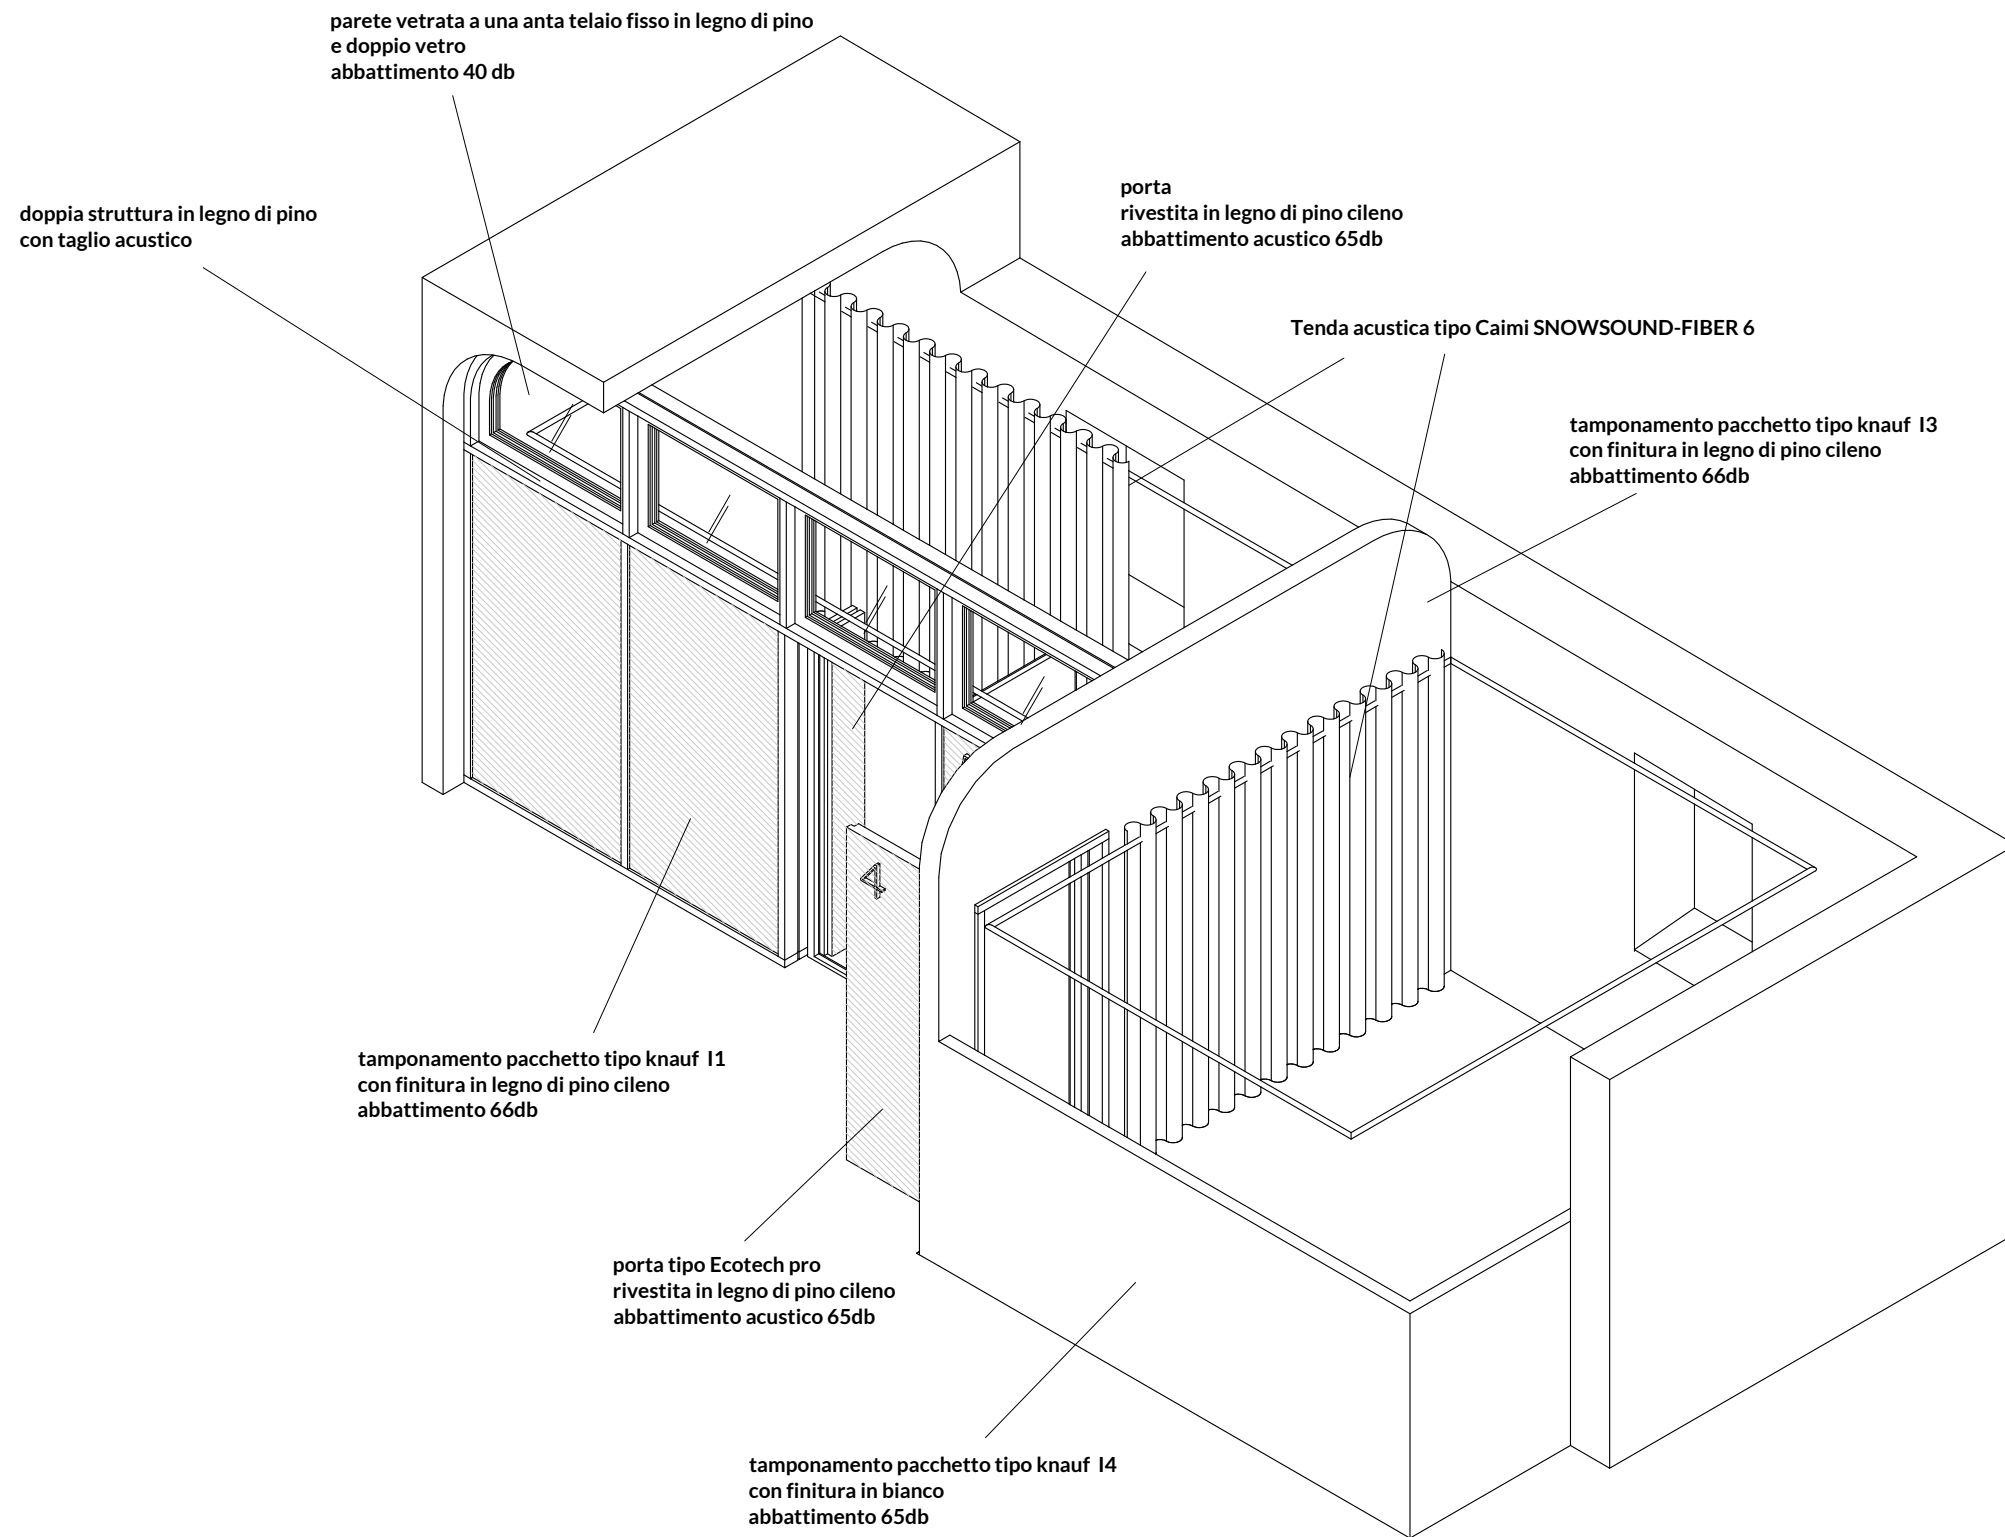 parete vetrata a una anta telaio fisso in legno di pino
e doppio vetro
abbattimento 40 db
doppia struttura in legno di pino
con taglio acustico
porta
rivestita in legno di pino cileno
abbattimento acustico 65db
Tenda acustica tipo Caimi SNOWSOUND-FIBER 6
tamponamento pacchetto tipo knauf I3
con finitura in legno di pino cileno
abbattimento 66db
4
tamponamento pacchetto tipo knauf I1
con finitura in legno di pino cileno
abbattimento 66db
porta tipo Ecotech pro
rivestita in legno di pino cileno
abbattimento acustico 65db
tamponamento pacchetto tipo knauf I4
con finitura in bianco
abbattimento 65db